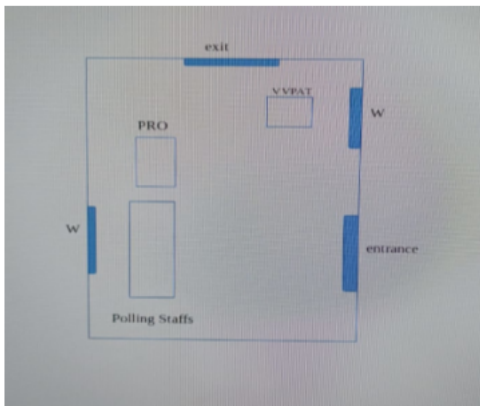 exit
VVPAT
W
PRO
W
entrance
Polling Staffs